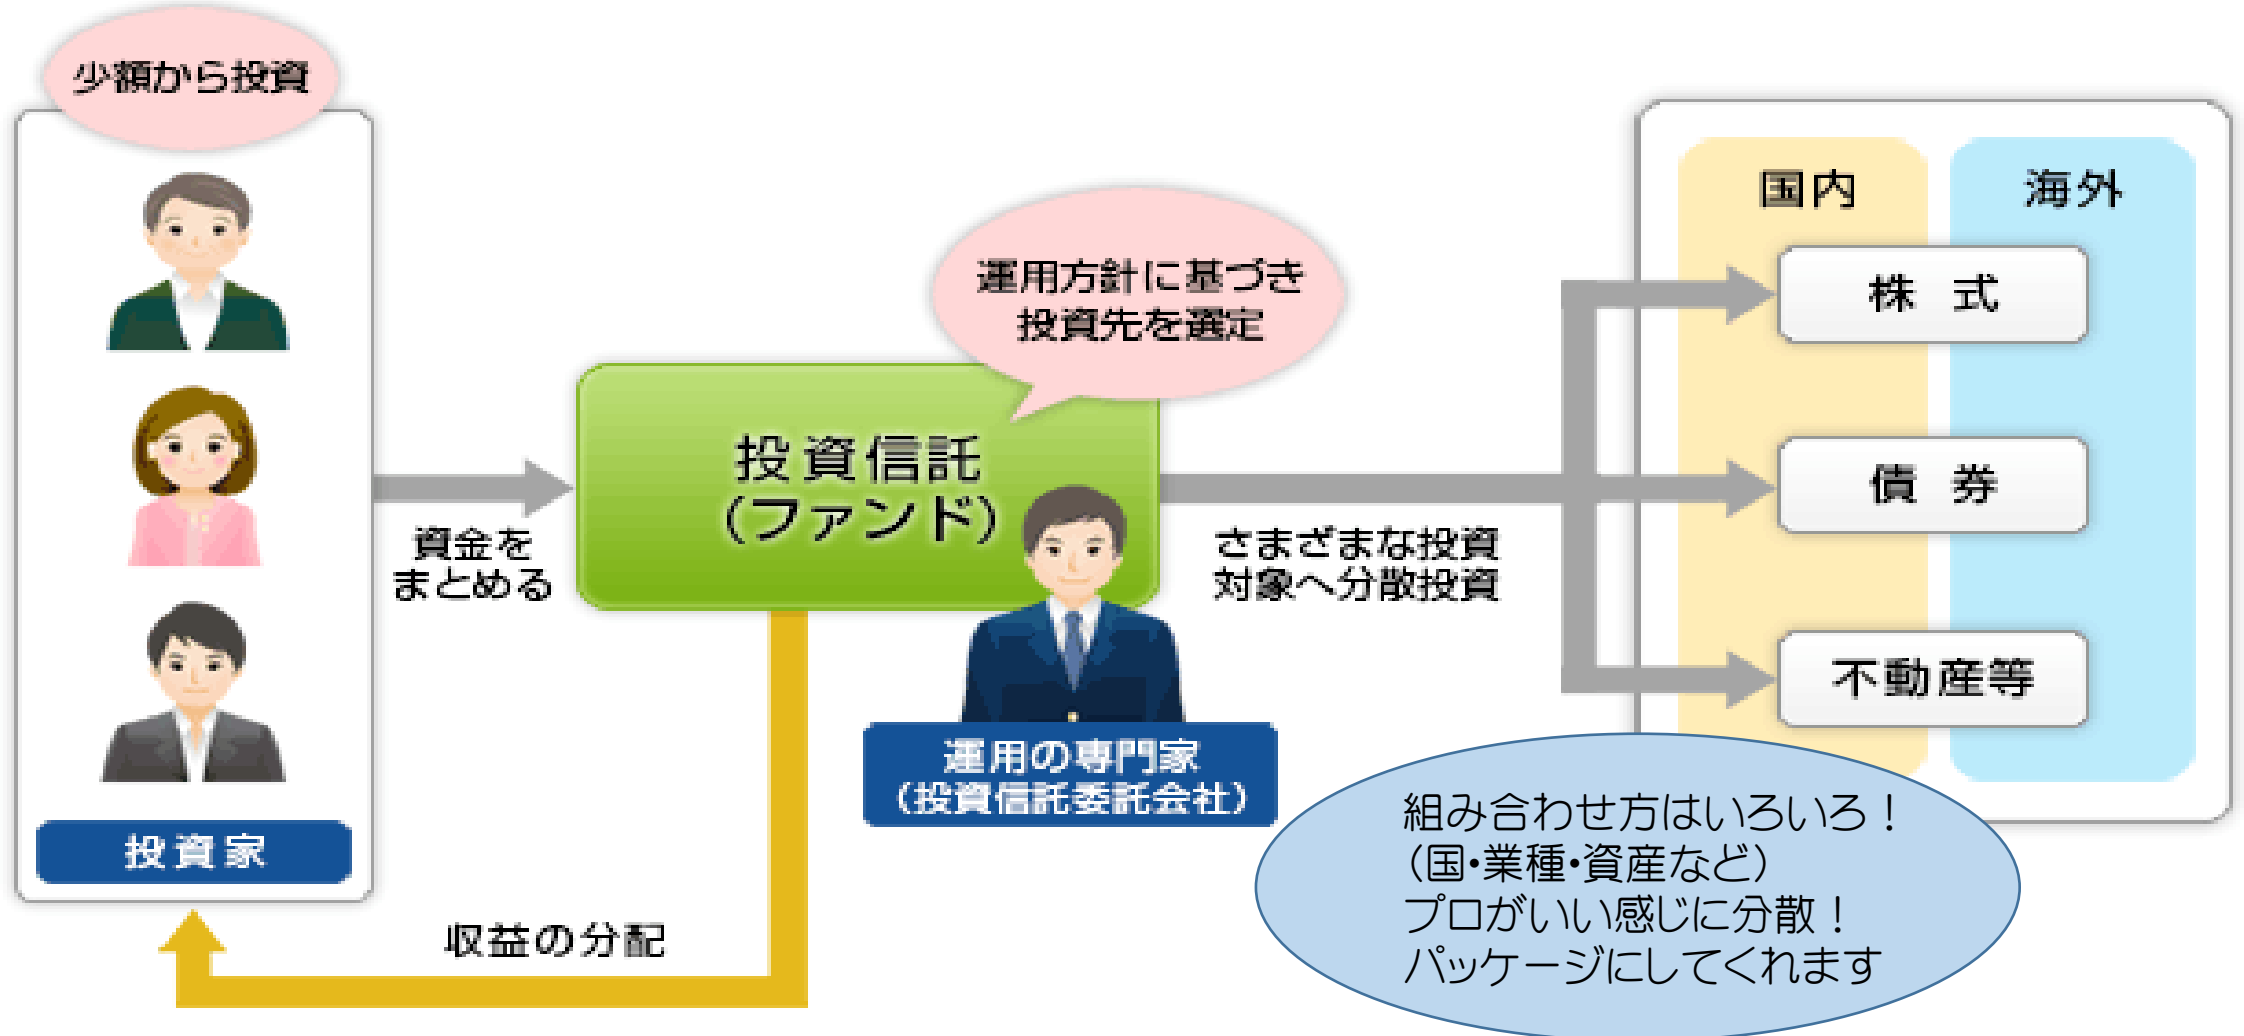 少額から投資
投資家
資金を
まとめる
運用方針に基づき
投資先を選定
投資信託
(ファンド)
運用の専門家
(投資信託委託会社)
収益の分配
さまざまな投資
対象へ分散投資
国内
海外
株 式
債 券
不動産等
組み合わせ方はいろいろ！
(国・業種・資産など)
プロがいい感じに分散！
パッケージにしてくれます